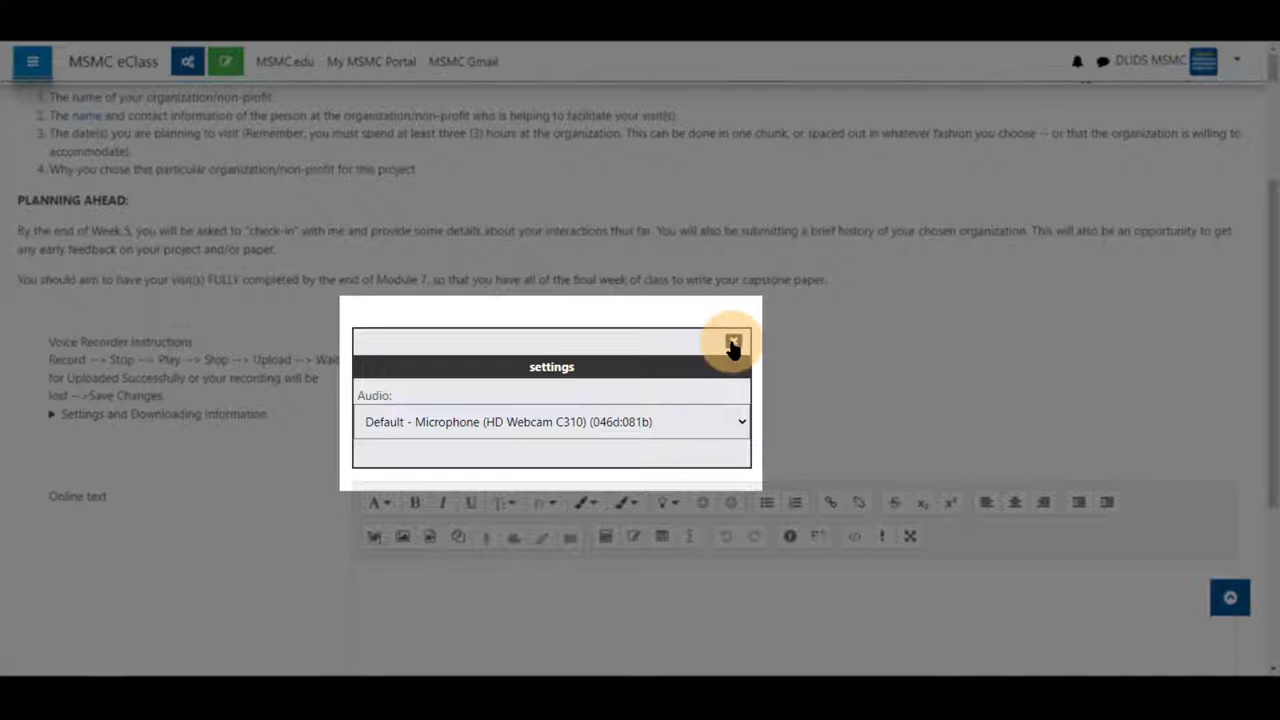 MSMC eClass MSMC.edu My MSMC Portal MSMC Gmail DLIDS MSMC
1. The name of your organization/non-profit
2. The name and contact information of the person at the organization/non-profit who is helping to facilitate your visit(s)
3. The date(s) you are planning to visit (Remember, you must spend at least three (3) hours at the organization. This can be done in one chunk, or spaced out in whatever fashion you choose -- or that the organization is willing to
accommodate).
4. Why you chose this particular organization/non-profit for this project
PLANNING AHEAD:
By the end of Week 5, you will be asked to "check-in" with me and provide some details about your interactions thus far. You will also be submitting a brief history of your chosen organization. This will also be an opportunity to get
any early feedback on your project and/or paper.
You should aim to have your visit(s) FULLY completed by the end of Module 7, so that you have all of the final week of class to write your capstone paper.
Voice Recorder Instructions
Record --> Stop --> Play --> Stop --> Upload --> Wait
for Uploaded Successfully or your recording will be
lost -->Save Changes.
Settings and Downloading Information
settings
Audio:
Default - Microphone (HD Webcam C310) (046d:081b)
Online text